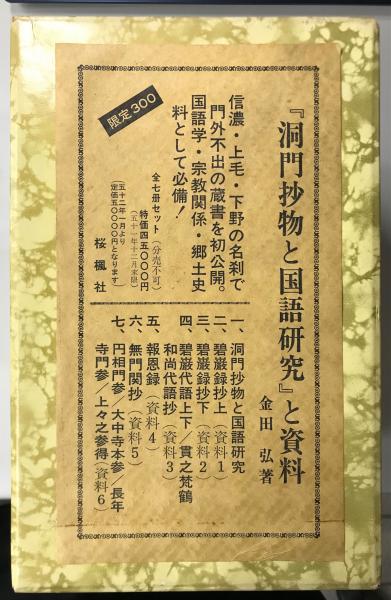 『洞門抄物と国語研究』と資料
金田 弘著
限定300
信濃・上毛・下野の名刹で
門外不出の蔵書を初公開。
国語学・宗教関係・郷土史
料として必備!
全七冊セット(分売不可)
特価四五〇〇〇円
(五十一年十二月末限)
(五十二年一月より
定価五〇〇〇〇円となります)
桜楓社
一、洞門抄物と国語研究
二、碧巌録抄上(資料1)
三、碧巌録抄下(資料2)
四、碧巌代語上下/貫之梵鶴
和尚代語抄(資料3)
五、報恩録(資料4)
六、無門関抄(資料5)
七、円相門参/大中寺本参/長年
寺門参/上々之参得(資料6)